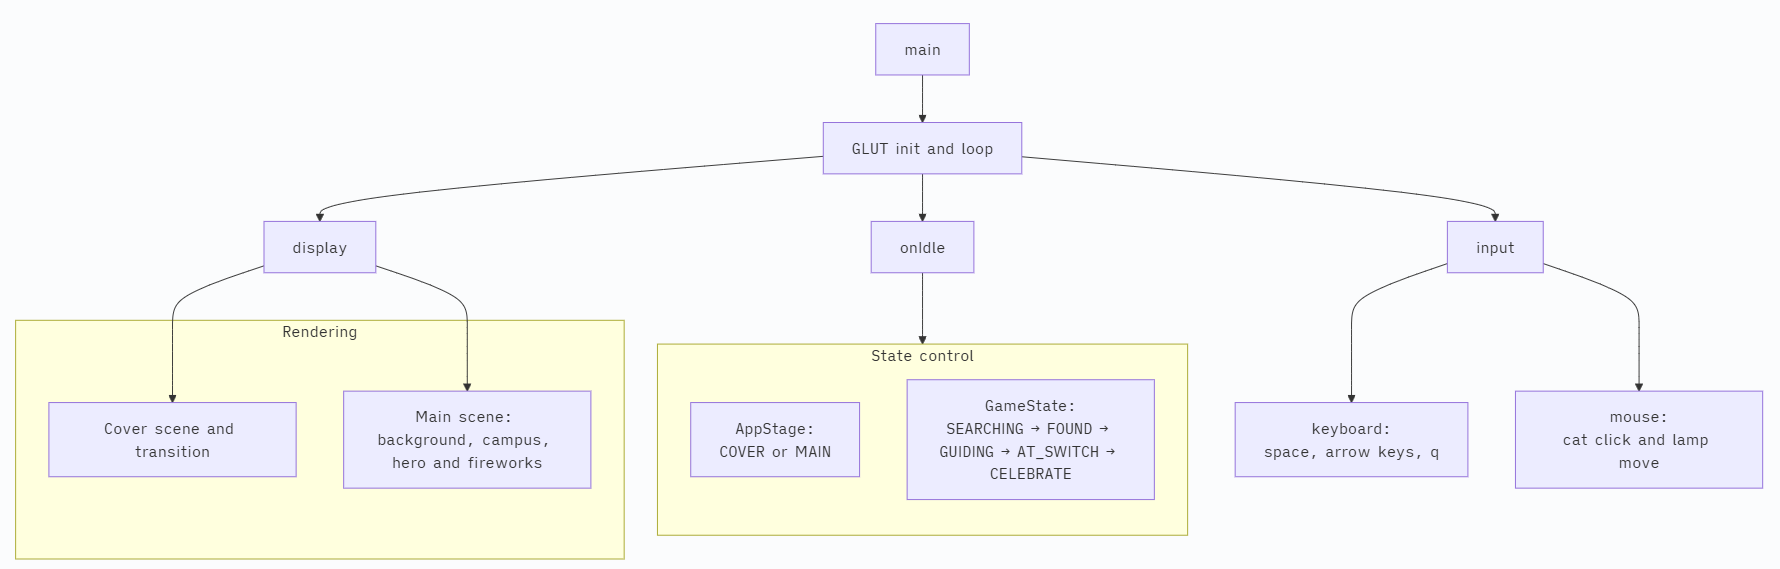 main
GLUT init and loop
display
onIdle
input
Rendering
Cover scene and
transition
Main scene:
background, campus,
hero and fireworks
State control
AppStage:
COVER or MAIN
GameState:
SEARCHING → FOUND →
GUIDING → AT_SWITCH →
CELEBRATE
keyboard:
space, arrow keys, q
mouse:
cat click and lamp
move